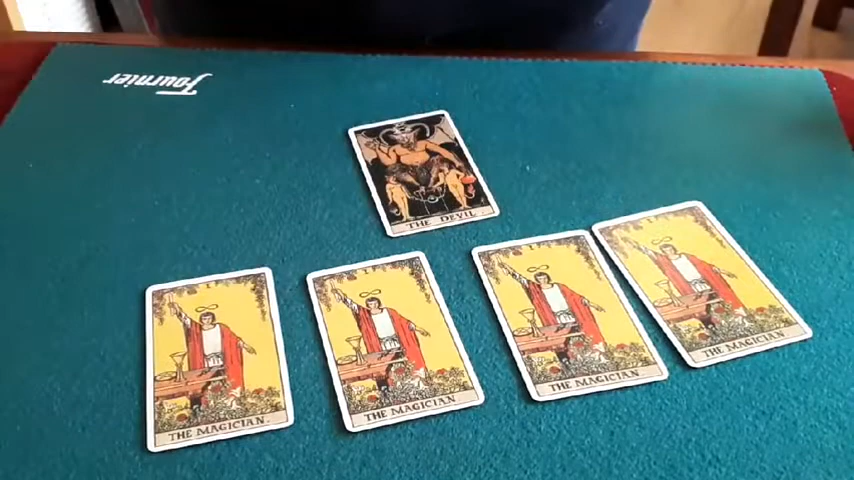 Fournier
THE DEVIL
I
THE MAGICIAN
I
THE MAGICIAN
I
THE MAGICIAN
I
THE MAGICIAN